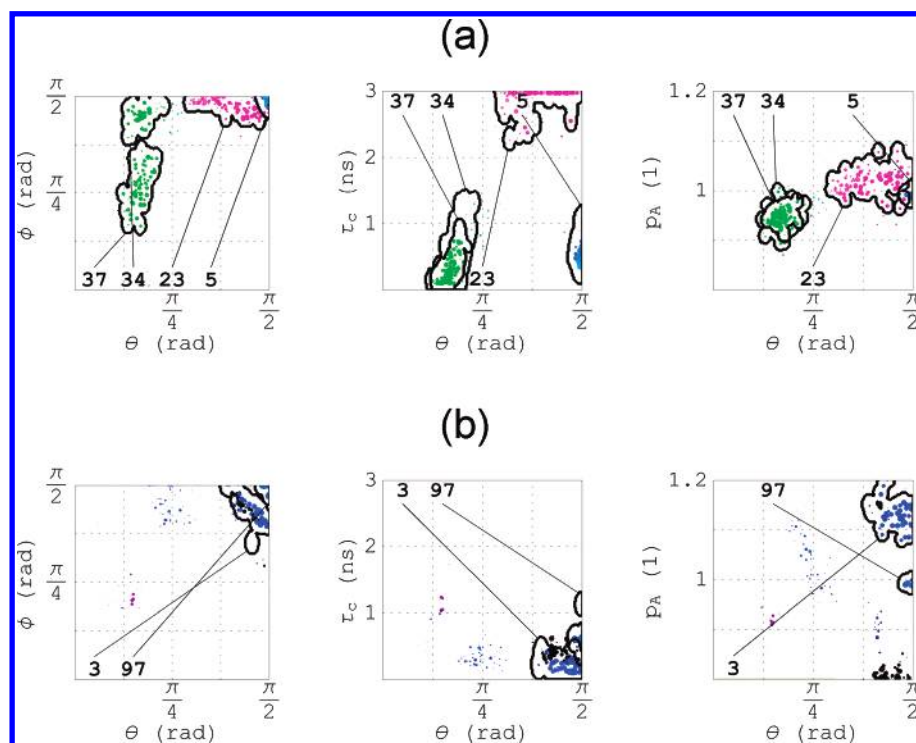 (a)
π/2
π/4
ϕ (rad)
37 34 23 5
π/4 π/2
θ (rad)
3
2
1
τc (ns)
37 34 5
23
π/4 π/2
θ (rad)
1.2
1
pA (1)
37 34 5
23
π/4 π/2
θ (rad)
(b)
π/2
π/4
ϕ (rad)
3 97
π/4 π/2
θ (rad)
3
2
1
τc (ns)
3 97
π/4 π/2
θ (rad)
1.2
1
pA (1)
97
3
π/4 π/2
θ (rad)